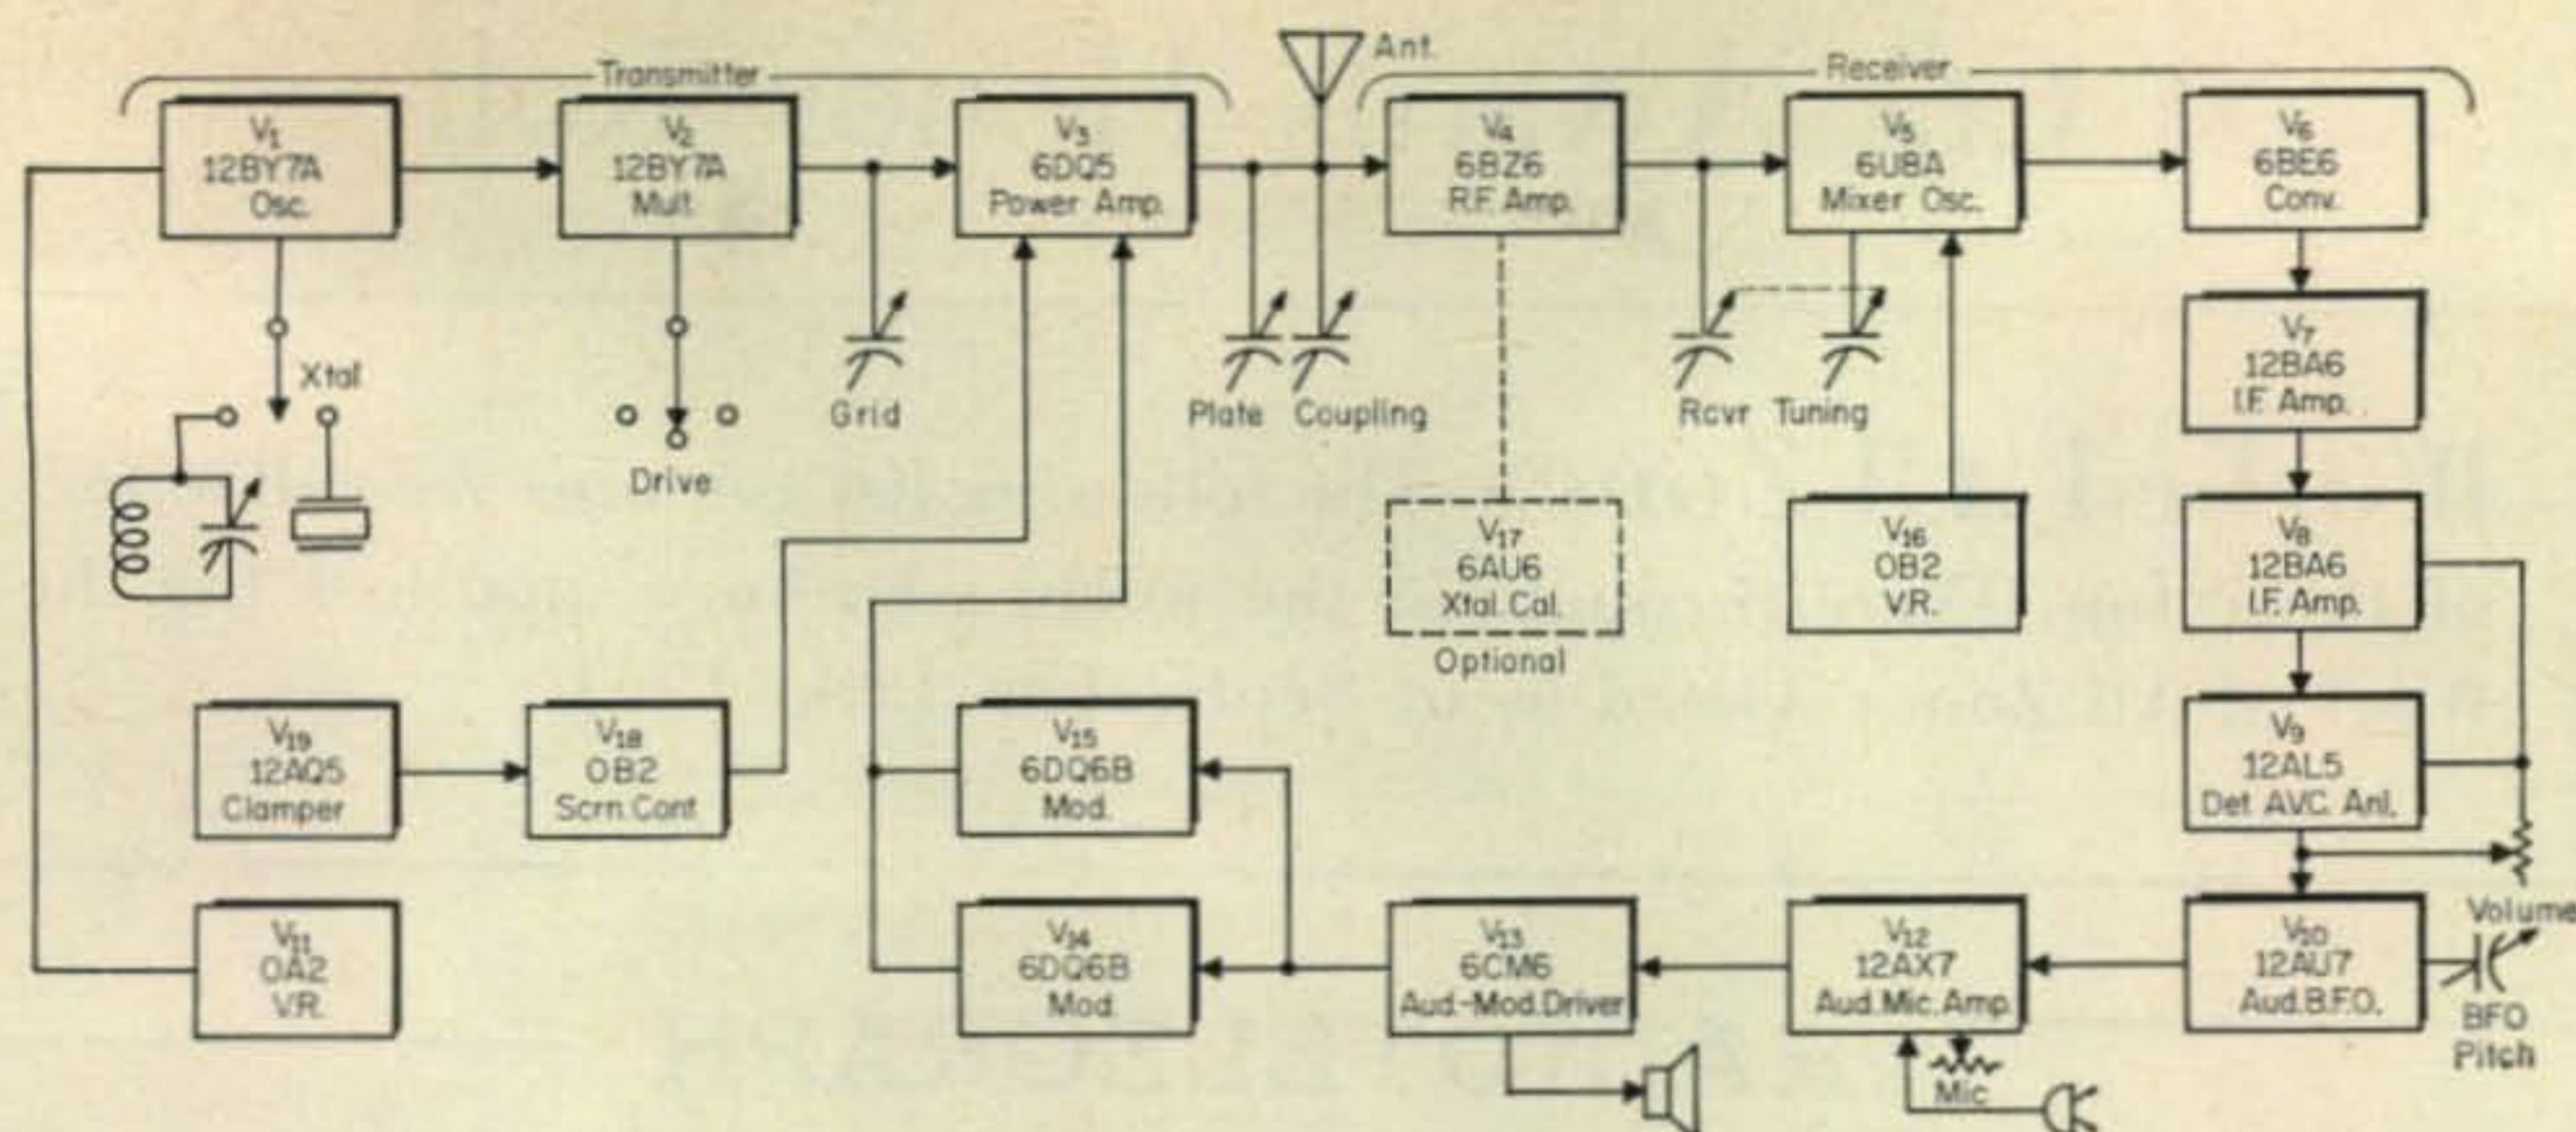 Transmitter
Ant.
Receiver
V1
12BY7A
Osc.
V2
12BY7A
Mult.
V3
6DQ5
Power Amp.
V4
6BZ6
R.F. Amp.
V5
6U8A
Mixer Osc.
V6
6BE6
Conv.
Xtal
Drive
Grid
Plate Coupling
Rcvr Tuning
V7
12BA6
I.F. Amp.
V17
6AU6
Xtal Cal.
Optional
V16
OB2
V.R.
V8
12BA6
I.F. Amp.
V19
12AQ5
Clamper
V18
OB2
Scrn. Cont.
V15
6DQ6B
Mod.
V9
12AL5
Det. AVC. Anl.
Volume
V11
OA2
V.R.
V14
6DQ6B
Mod.
V13
6CM6
Aud.-Mod. Driver
V12
12AX7
Aud. Mic. Amp.
V10
12AU7
Aud. B.F.O.
BFO
Pitch
Mic